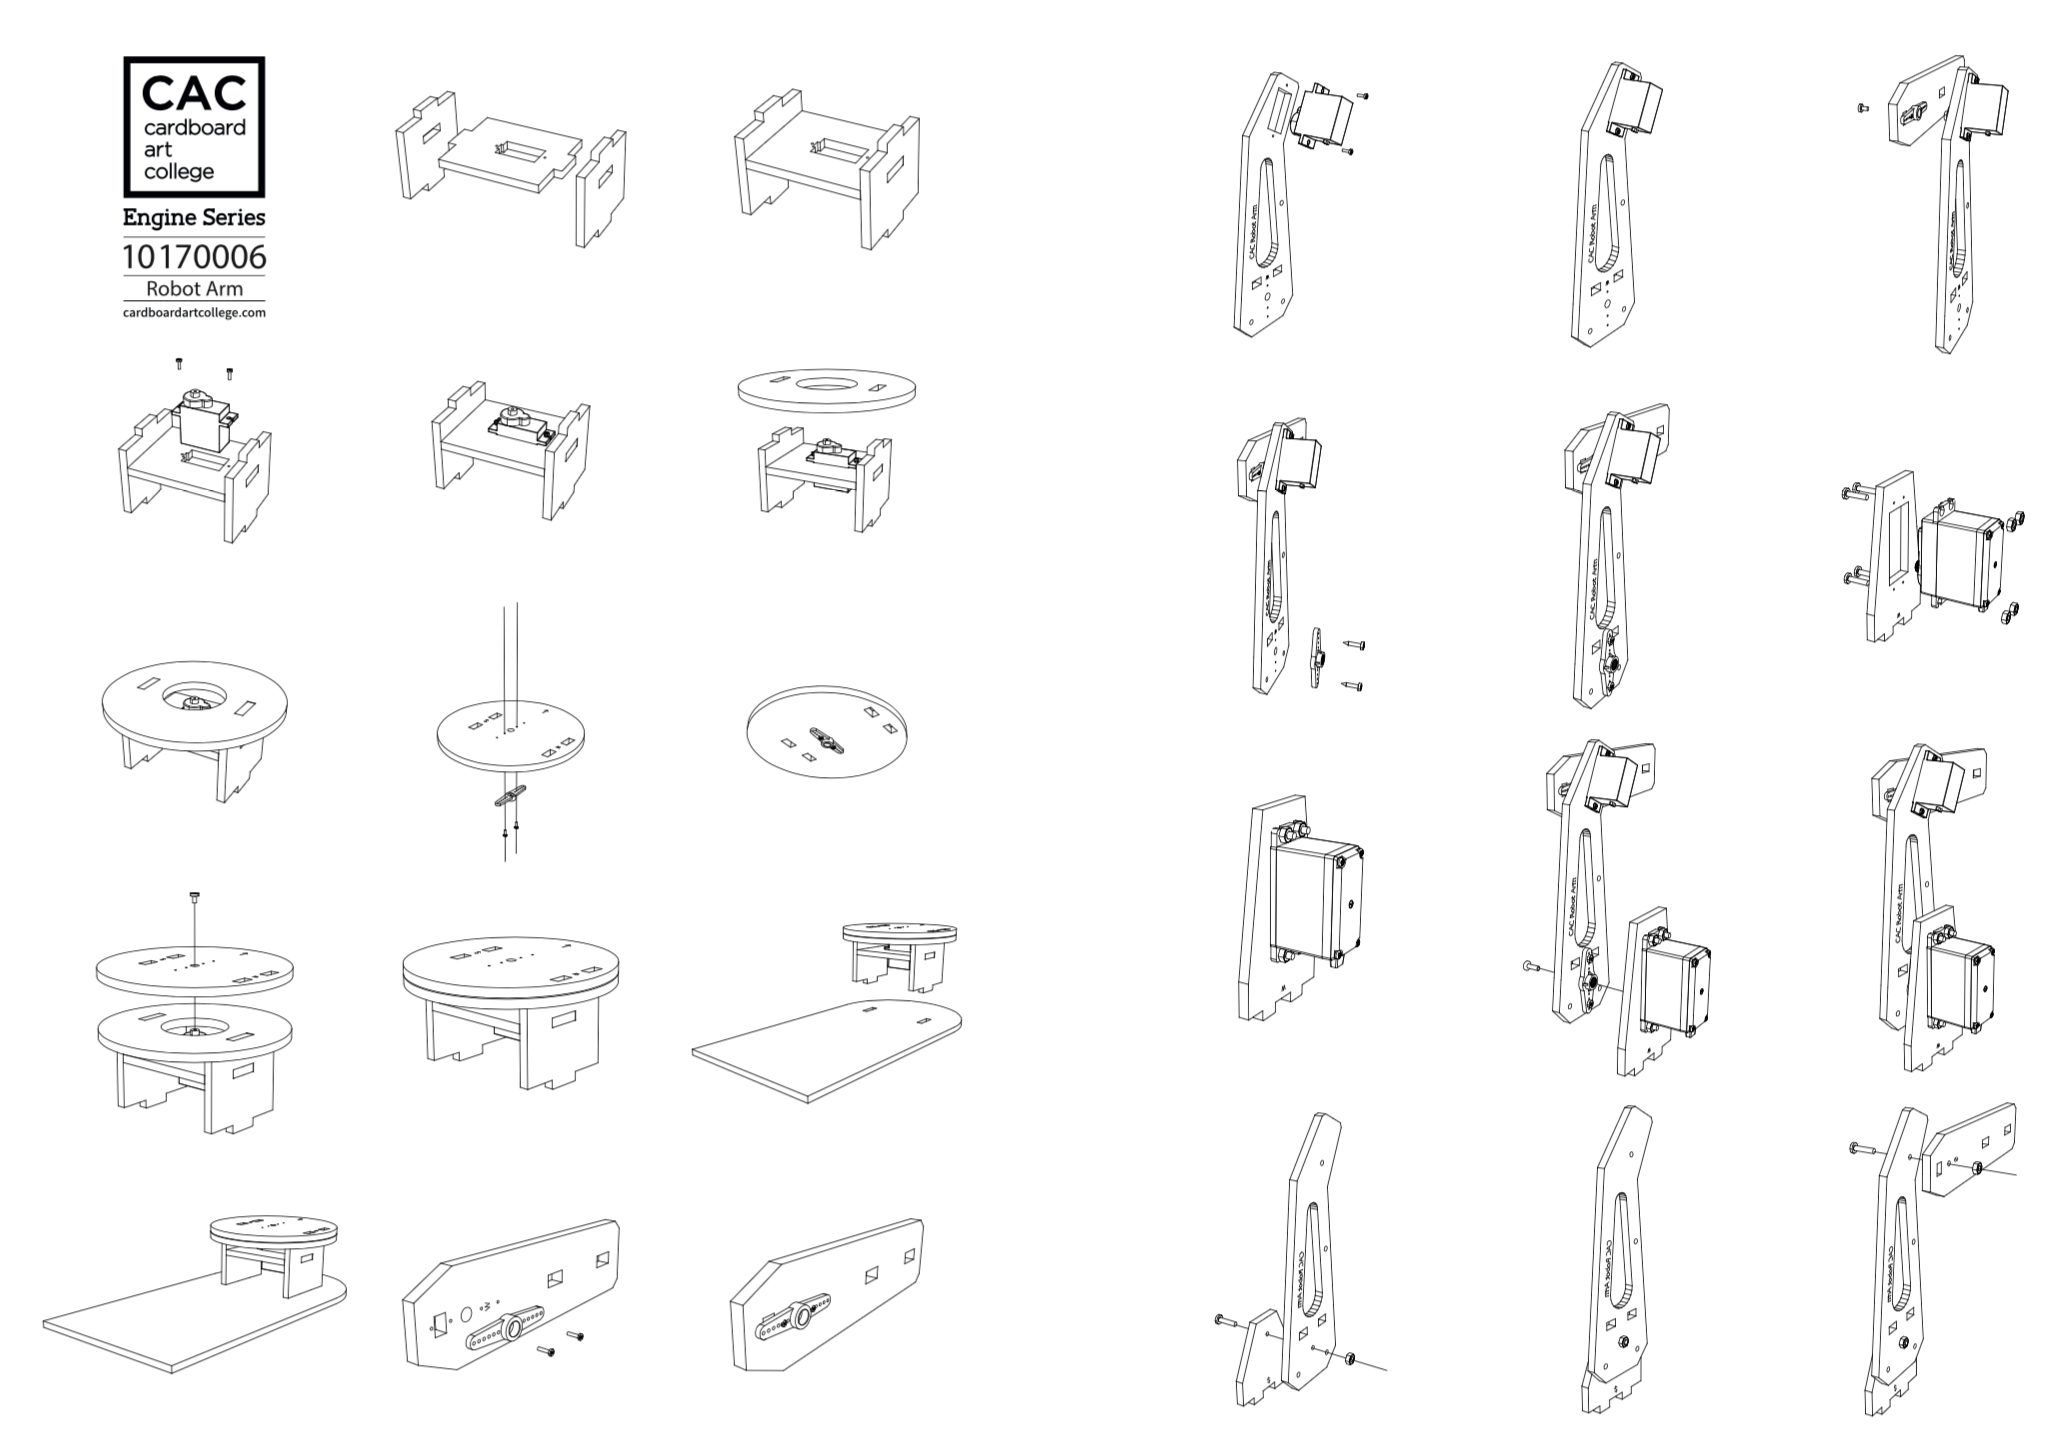 CAC
cardboard
art
college
Engine Series
10170006
Robot Arm
cardboardartcollege.com
CAC Robot Arm
CAC Robot Arm
CAC Robot Arm
CAC Robot Arm
CAC Robot Arm
CAC Robot Arm
CAC Robot Arm
CAC Robot Arm
CAC Robot Arm
CAC Robot Arm